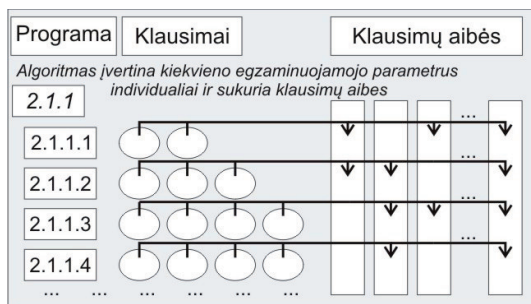 Programa Klausimai Klausimų aibės
Algoritmas įvertina kiekvieno egzaminuojamojo parametrus
individualiai ir sukuria klausimų aibes
2.1.1
...
2.1.1.1
...
2.1.1.2
...
2.1.1.3
...
2.1.1.4
... ... ... ... ... ...